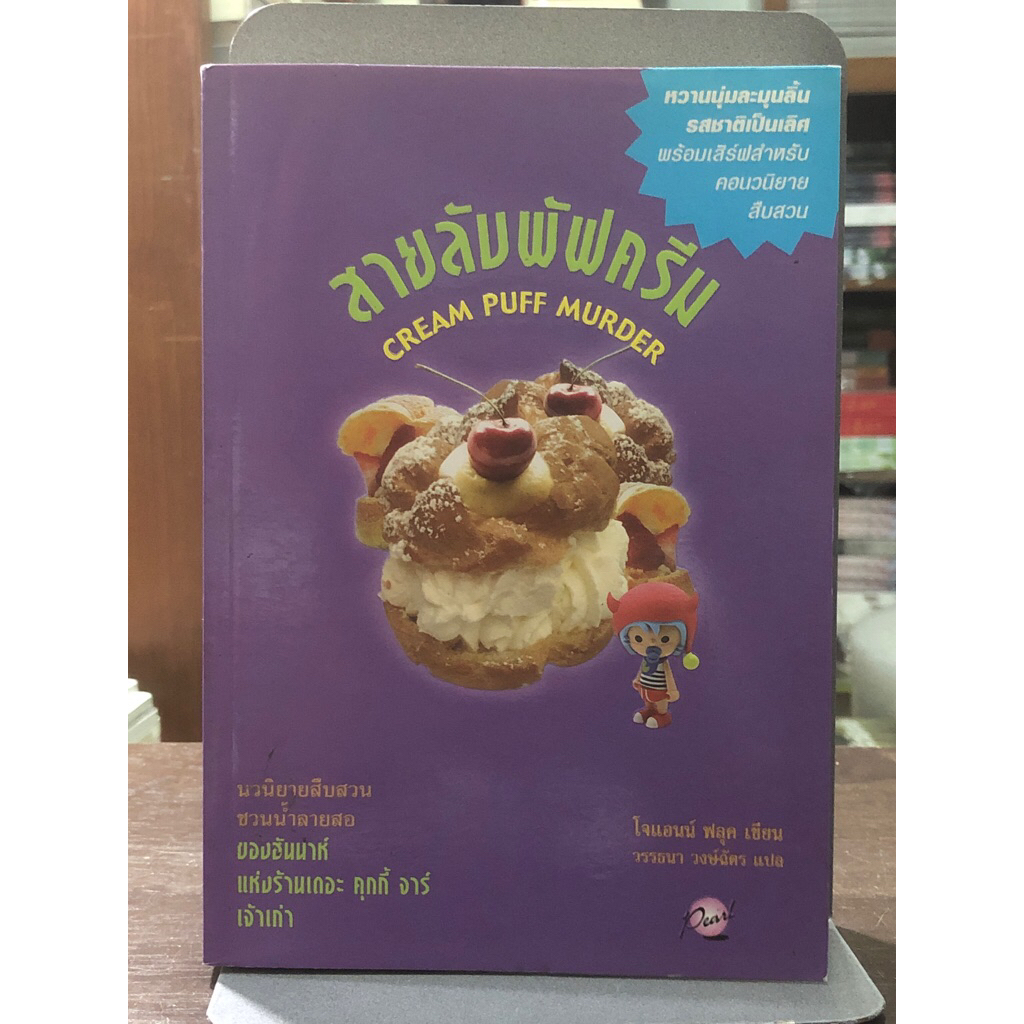 หวานนุ่มละมุนลิ้น
รสชาติเป็นเลิศ
พร้อมเสิร์ฟสำหรับ
คอนวนิยาย
สืบสวน
สายลับพัฟครีม
CREAM PUFF MURDER
นวนิยายสืบสวน
ชวนน้ำลายสอ
ของฮันน่าห์
แห่งร้านเดอะ คุกกี้ จาร์
เจ้าเก่า
โจแอนน์ ฟลุค เขียน
วรรธนา วงษ์ฉัตร แปล
Pearl